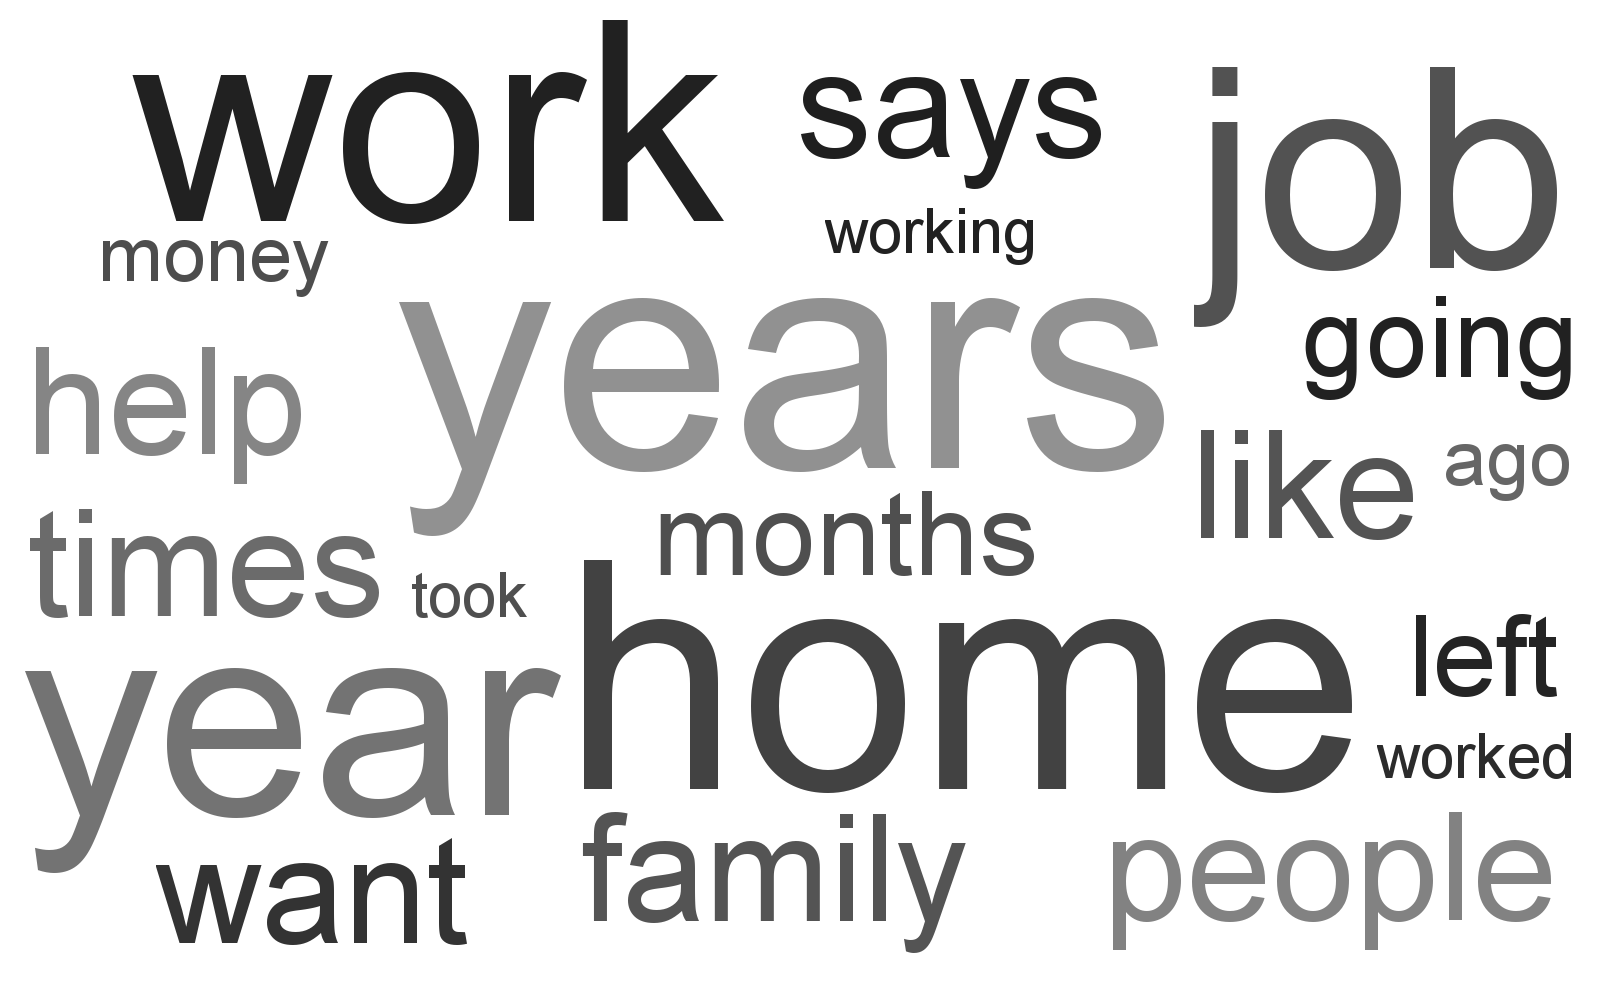 work
says
job
working
money
years
going
help
like
ago
months
times
took
home
left
year
worked
want
family
people